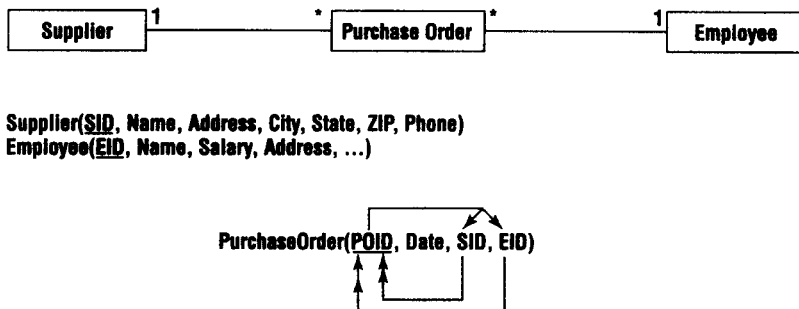 Supplier 1 * Purchase Order * 1 Employee
Supplier(SID, Name, Address, City, State, ZIP, Phone)
Employee(EID, Name, Salary, Address, ...)
PurchaseOrder(POID, Date, SID, EID)